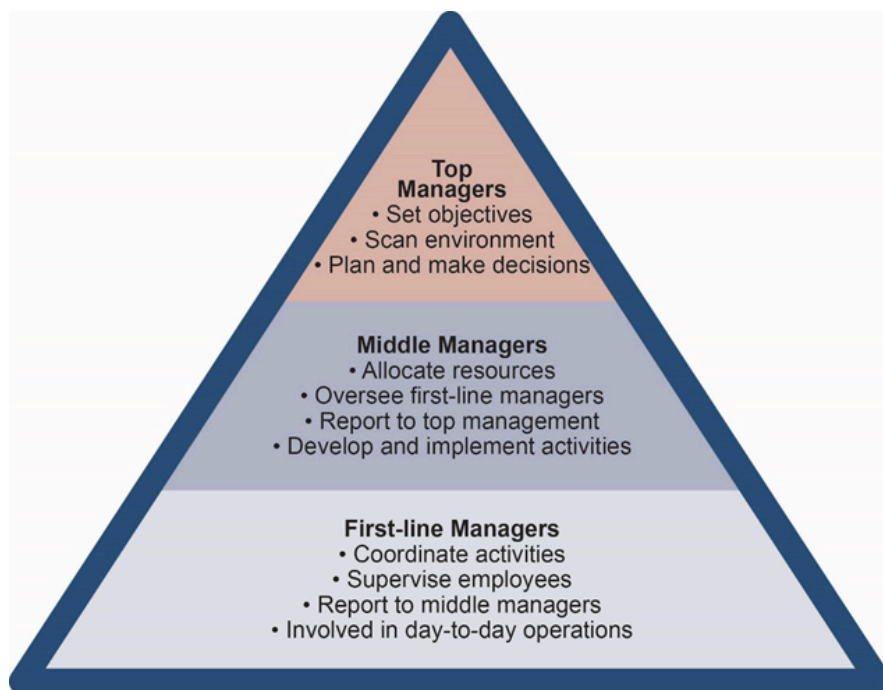 Top
Managers
• Set objectives
• Scan environment
• Plan and make decisions
Middle Managers
• Allocate resources
• Oversee first-line managers
• Report to top management
• Develop and implement activities
First-line Managers
• Coordinate activities
• Supervise employees
• Report to middle managers
• Involved in day-to-day operations